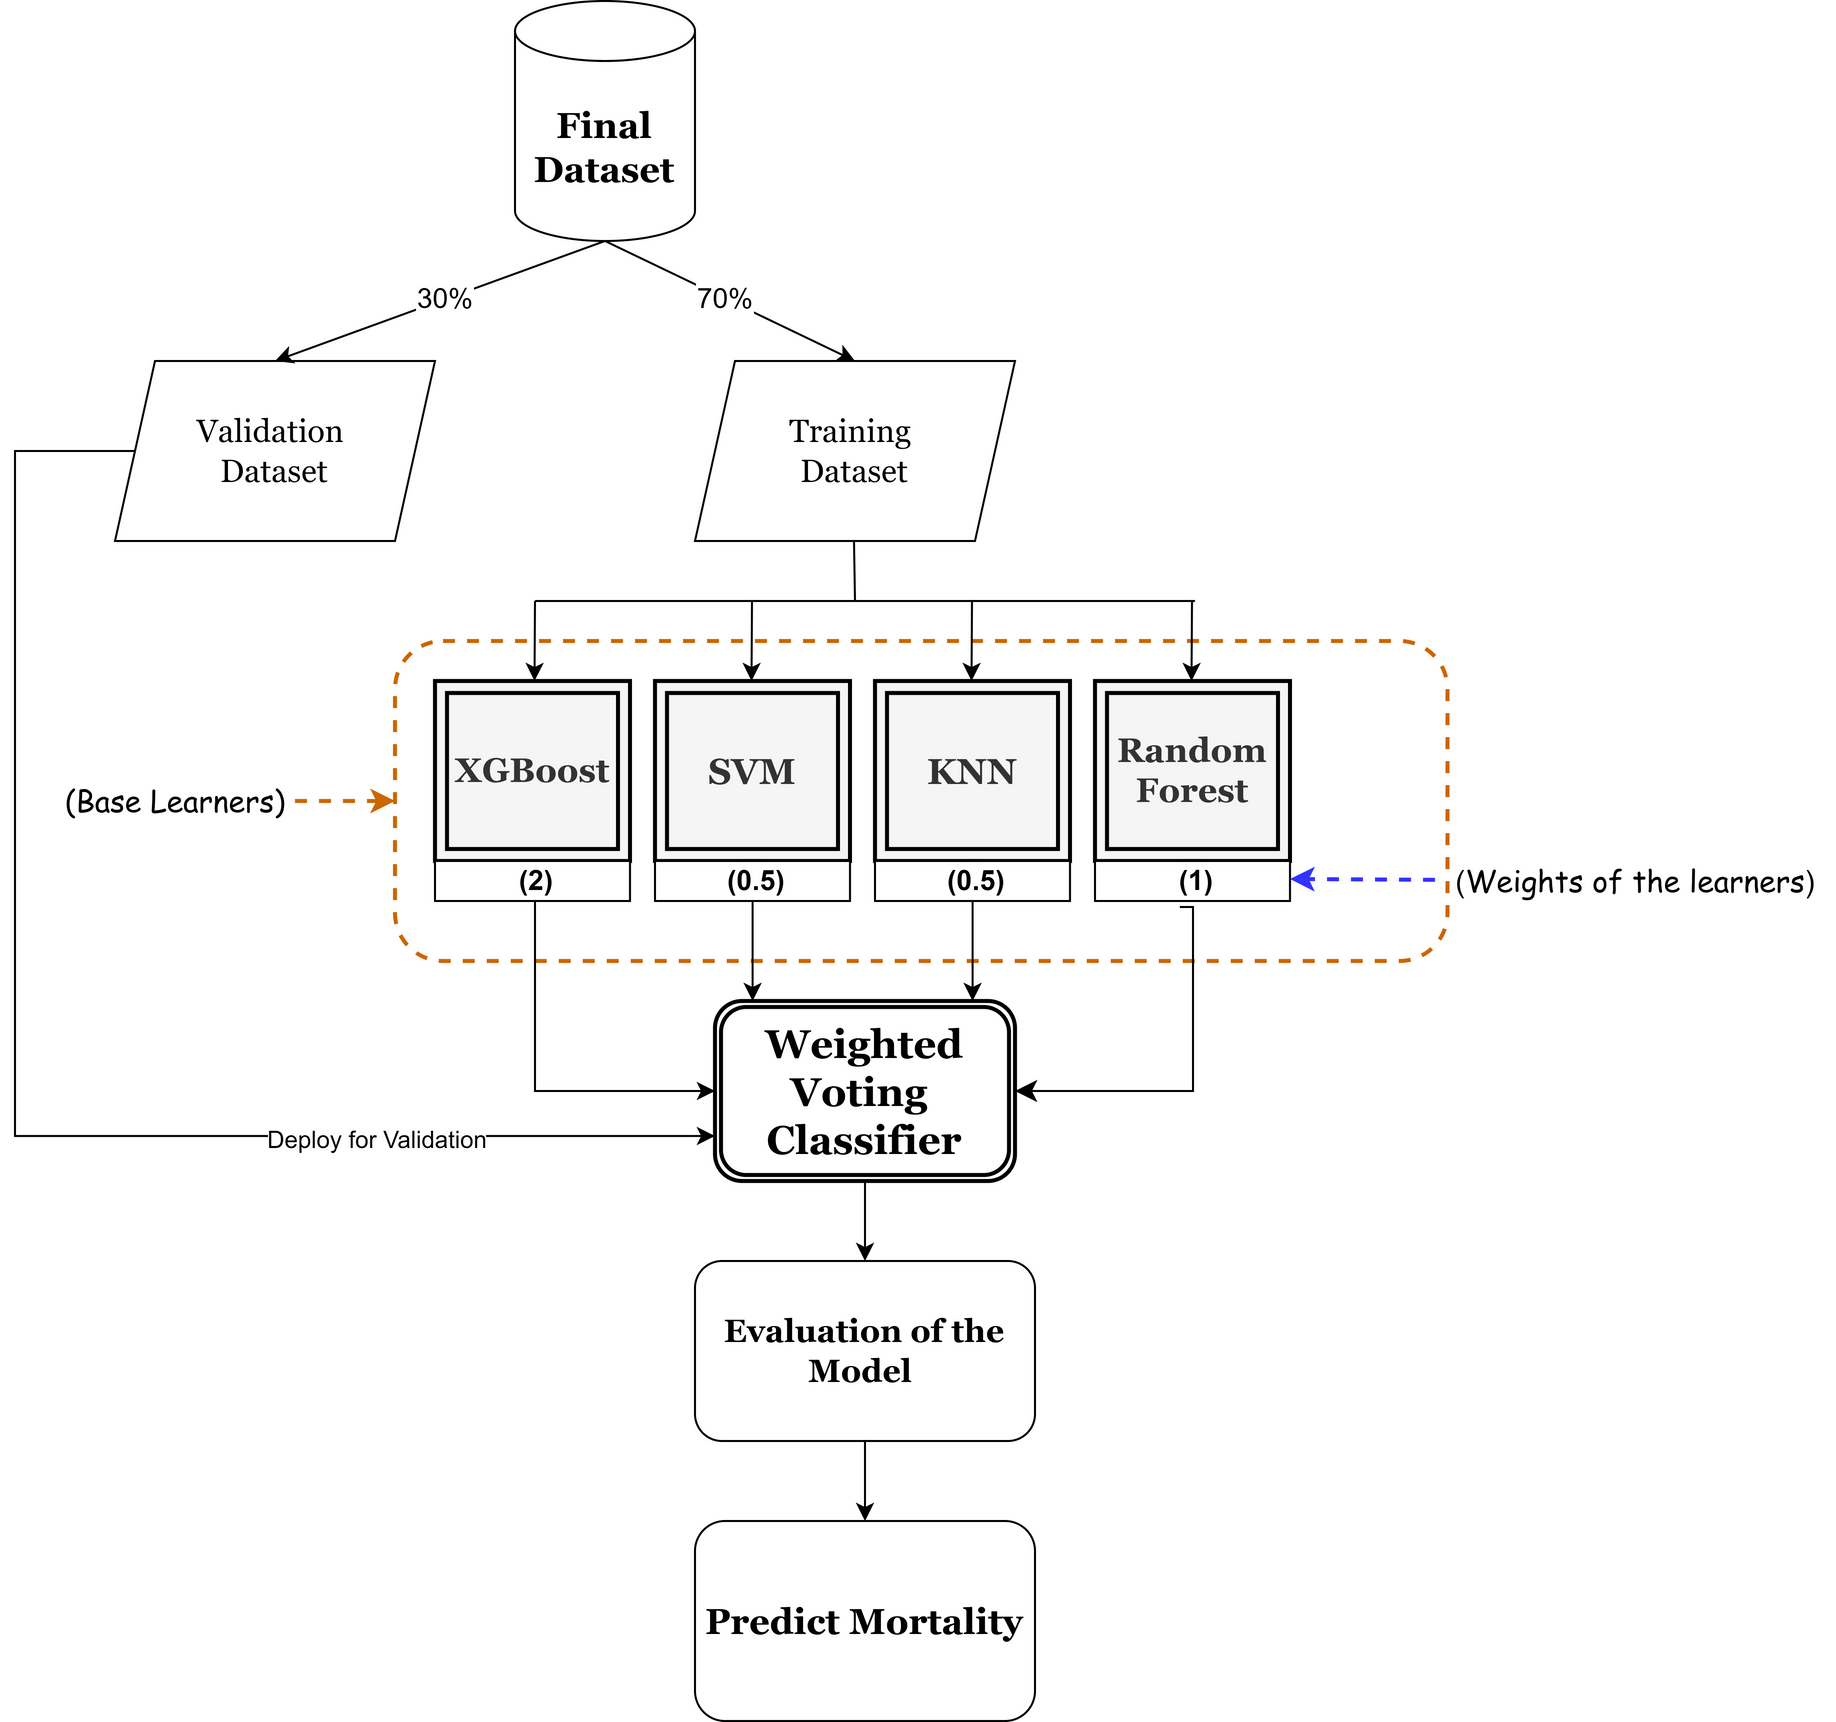 Final
Dataset
30%
70%
Validation
Dataset
Training
Dataset
XGBoost
SVM
KNN
Random
Forest
(Base Learners)
(2)
(0.5)
(0.5)
(1)
(Weights of the learners)
Weighted
Voting
Classifier
Deploy for Validation
Evaluation of the
Model
Predict Mortality